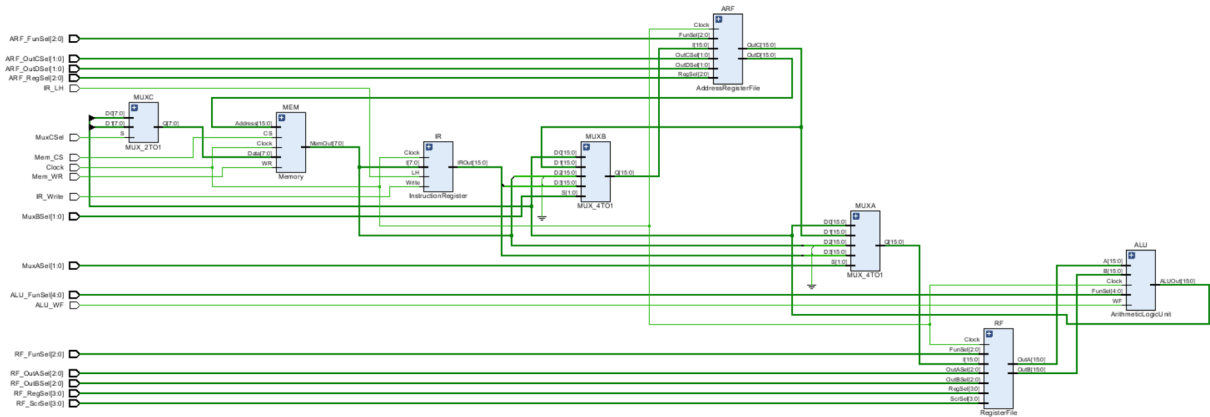 ARF_FunSel[2:0]
ARF_OutCSel[1:0]
ARF_OutDSel[1:0]
ARF_RegSel[2:0]
IR_LH
MuxCSel
Mem_CS
Clock
Mem_WR
IR_Write
MuxBSel[1:0]
MuxASel[1:0]
ALU_FunSel[4:0]
ALU_WF
RF_FunSel[2:0]
RF_OutASel[2:0]
RF_OutBSel[2:0]
RF_RegSel[3:0]
RF_ScrSel[3:0]
MUXC
D0[7:0]
D1[7:0]
S
Q[7:0]
MUX_2TO1
MEM
Address[15:0]
CS
Clock
Data[7:0]
WR
MemOut[7:0]
Memory
IR
Clock
I[7:0]
LH
Write
IROut[15:0]
InstructionRegister
MUXB
D0[15:0]
D1[15:0]
D2[15:0]
D3[15:0]
S[1:0]
Q[15:0]
MUX_4TO1
ARF
Clock
FunSel[2:0]
I[15:0]
OutCSel[1:0]
OutDSel[1:0]
RegSel[2:0]
OutC[15:0]
OutD[15:0]
AddressRegisterFile
MUXA
D0[15:0]
D1[15:0]
D2[15:0]
D3[15:0]
S[1:0]
Q[15:0]
MUX_4TO1
RF
Clock
FunSel[2:0]
I[15:0]
OutASel[2:0]
OutBSel[2:0]
RegSel[3:0]
ScrSel[3:0]
OutA[15:0]
OutB[15:0]
RegisterFile
ALU
A[15:0]
B[15:0]
Clock
FunSel[4:0]
WF
ALUOut[15:0]
ArithmeticLogicUnit